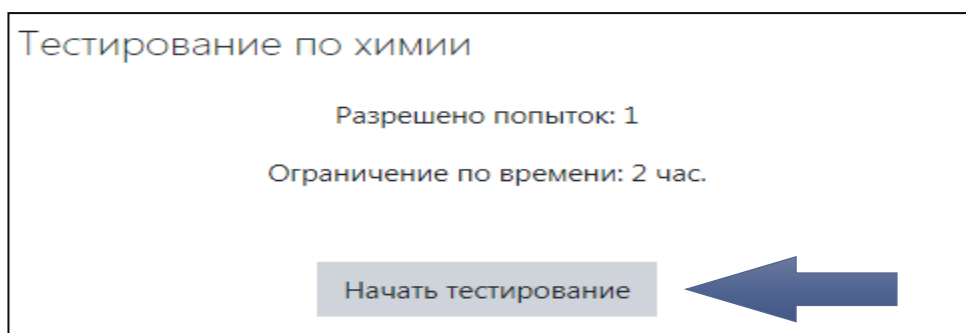 Тестирование по химии
Разрешено попыток: 1
Ограничение по времени: 2 час.
Начать тестирование